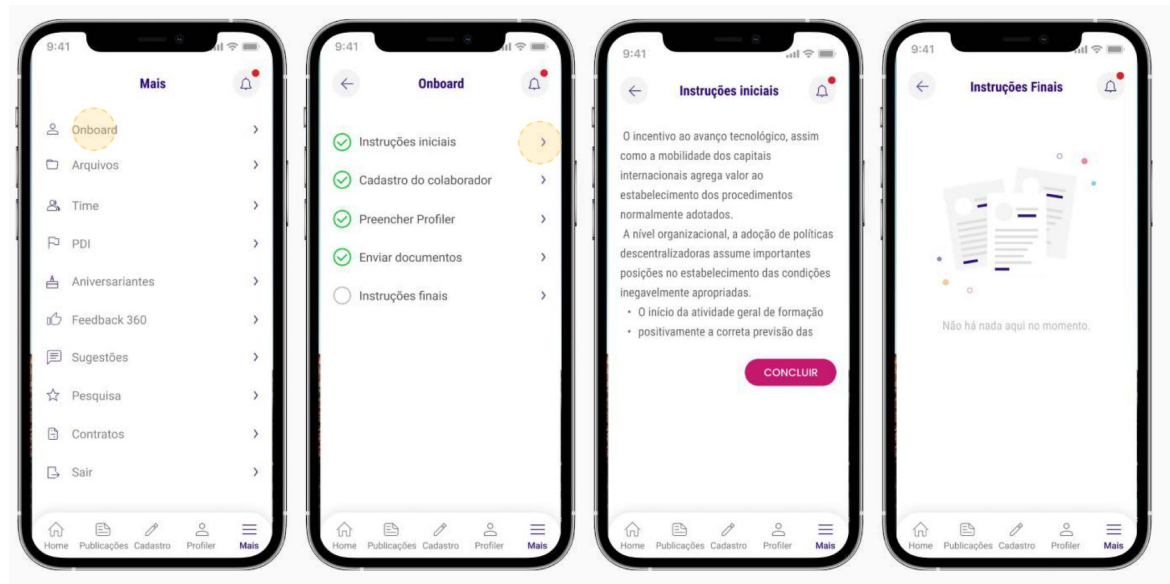 9:41
Mais
Onboard
Arquivos
Time
PDI
Aniversariantes
Feedback 360
Sugestões
Pesquisa
Contratos
Sair
Home Publicações Cadastro Profiler Mais
9:41
Onboard
Instruções iniciais
Cadastro do colaborador
Preencher Profiler
Enviar documentos
Instruções finais
Home Publicações Cadastro Profiler Mais
9:41
Instruções iniciais
O incentivo ao avanço tecnológico, assim
como a mobilidade dos capitais
internacionais agrega valor ao
estabelecimento dos procedimentos
normalmente adotados.
A nível organizacional, a adoção de políticas
descentralizadoras assume importantes
posições no estabelecimento das condições
inegavelmente apropriadas.
• O início da atividade geral de formação
• positivamente a correta previsão das
CONCLUIR
Home Publicações Cadastro Profiler Mais
9:41
Instruções Finais
Não há nada aqui no momento.
Home Publicações Cadastro Profiler Mais